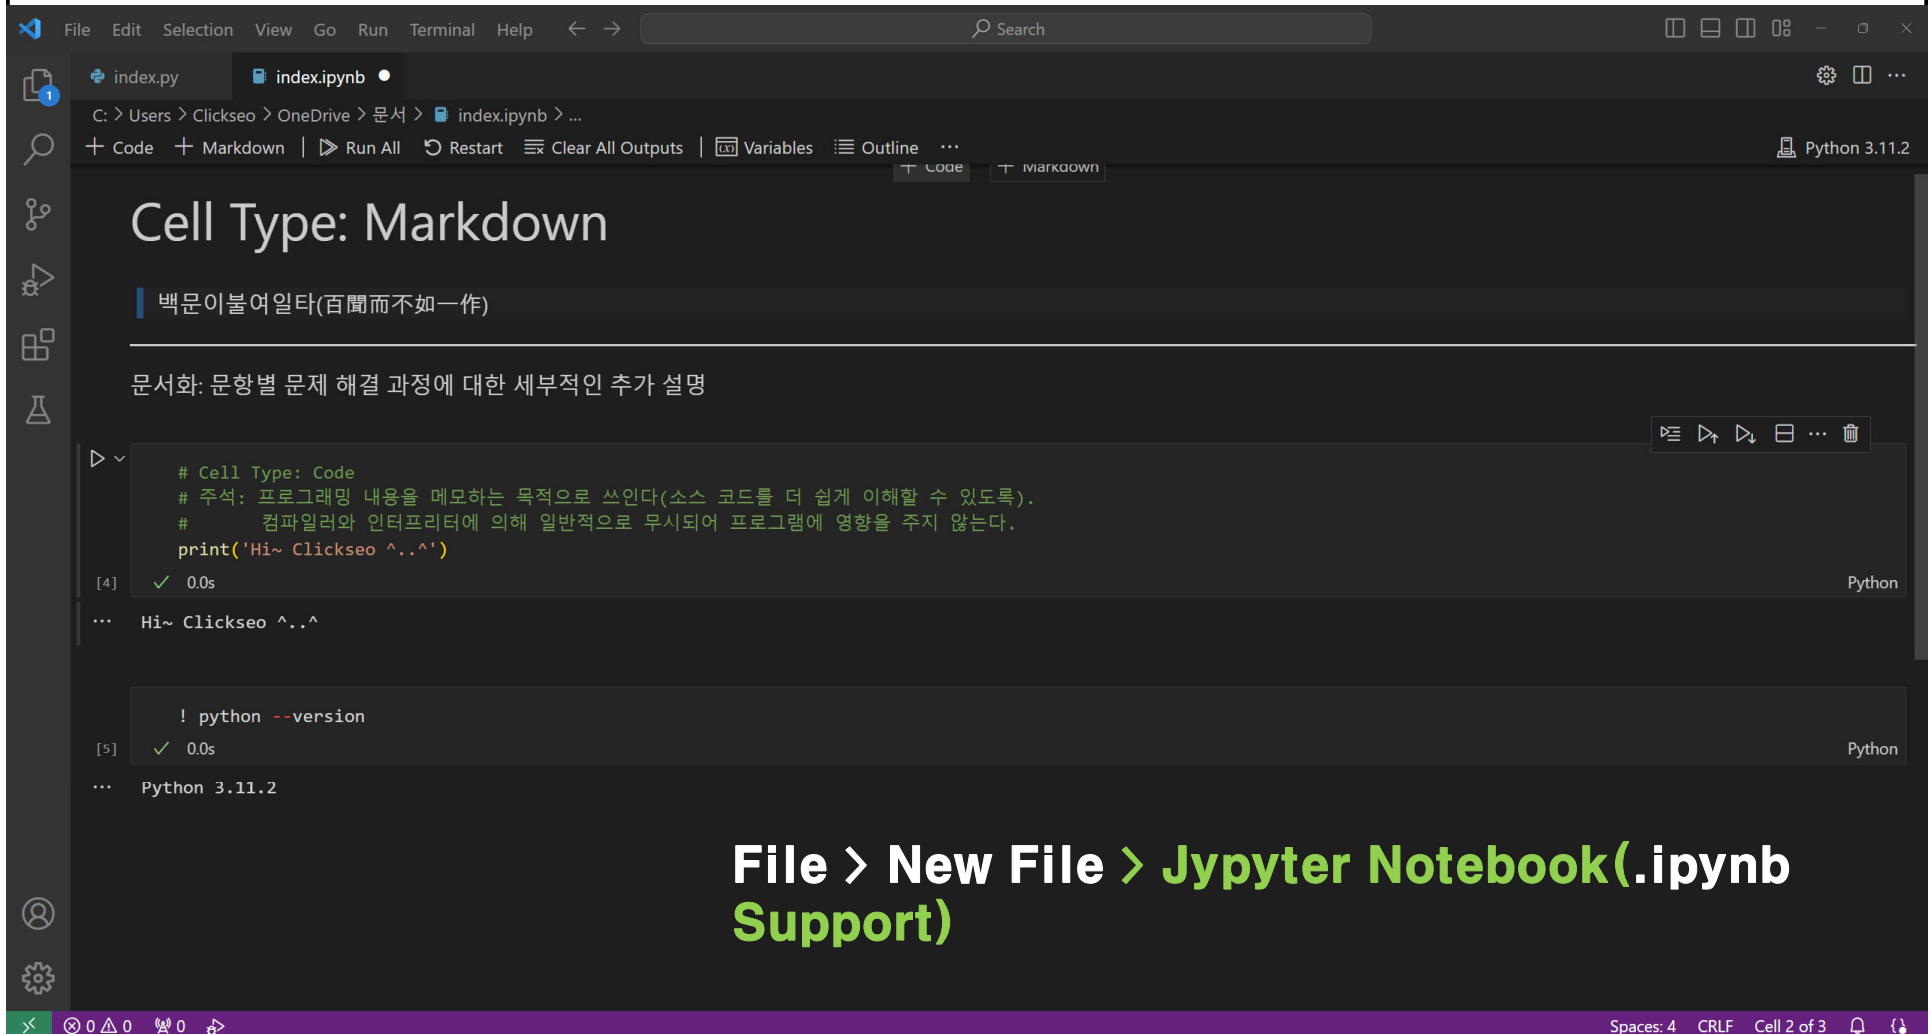 File Edit Selection View Go Run Terminal Help Search
index.py index.ipynb
1
C: > Users > Clickseo > OneDrive > 문서 > index.ipynb > ...
+ Code + Markdown | Run All Restart Clear All Outputs | Variables Outline ... Python 3.11.2
+ Code + Markdown
Cell Type: Markdown
백문이불여일타(百聞而不如一作)
문서화: 문항별 문제 해결 과정에 대한 세부적인 추가 설명
# Cell Type: Code
# 주석: 프로그래밍 내용을 메모하는 목적으로 쓰인다(소스 코드를 더 쉽게 이해할 수 있도록).
# 컴파일러와 인터프리터에 의해 일반적으로 무시되어 프로그램에 영향을 주지 않는다.
print('Hi~ Clickseo ^..^')
[4] ✓ 0.0s Python
... Hi~ Clickseo ^..^
! python --version
[5] ✓ 0.0s Python
... Python 3.11.2
File > New File > Jypyter Notebook(.ipynb
Support)
0 0 0 Spaces: 4 CRLF Cell 2 of 3